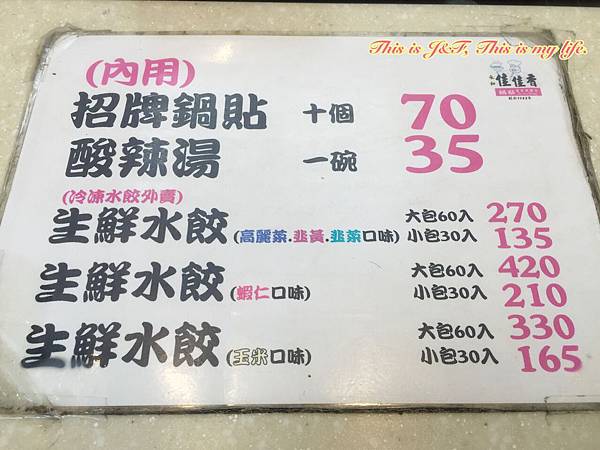 This is J&F, This is my life.
佳佳香
鍋貼
(內用)
招牌鍋貼 十個 70
酸辣湯 一碗 35
(冷凍水餃外賣)
生鮮水餃(高麗菜.韭黃.韭菜口味) 大包60入 270
小包30入 135
生鮮水餃(蝦仁口味) 大包60入 420
小包30入 210
生鮮水餃(玉米口味) 大包60入 330
小包30入 165